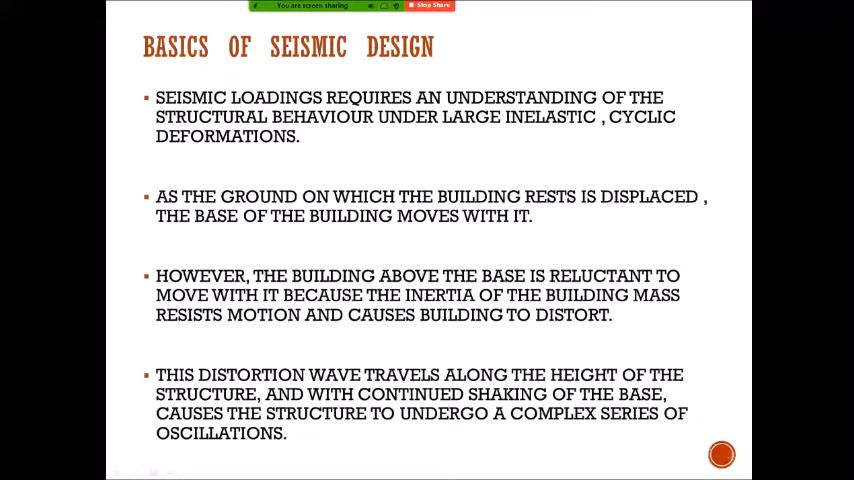 You are screen sharing
Stop Share
BASICS OF SEISMIC DESIGN
SEISMIC LOADINGS REQUIRES AN UNDERSTANDING OF THE
STRUCTURAL BEHAVIOUR UNDER LARGE INELASTIC , CYCLIC
DEFORMATIONS.
AS THE GROUND ON WHICH THE BUILDING RESTS IS DISPLACED ,
THE BASE OF THE BUILDING MOVES WITH IT.
HOWEVER, THE BUILDING ABOVE THE BASE IS RELUCTANT TO
MOVE WITH IT BECAUSE THE INERTIA OF THE BUILDING MASS
RESISTS MOTION AND CAUSES BUILDING TO DISTORT.
THIS DISTORTION WAVE TRAVELS ALONG THE HEIGHT OF THE
STRUCTURE, AND WITH CONTINUED SHAKING OF THE BASE,
CAUSES THE STRUCTURE TO UNDERGO A COMPLEX SERIES OF
OSCILLATIONS.